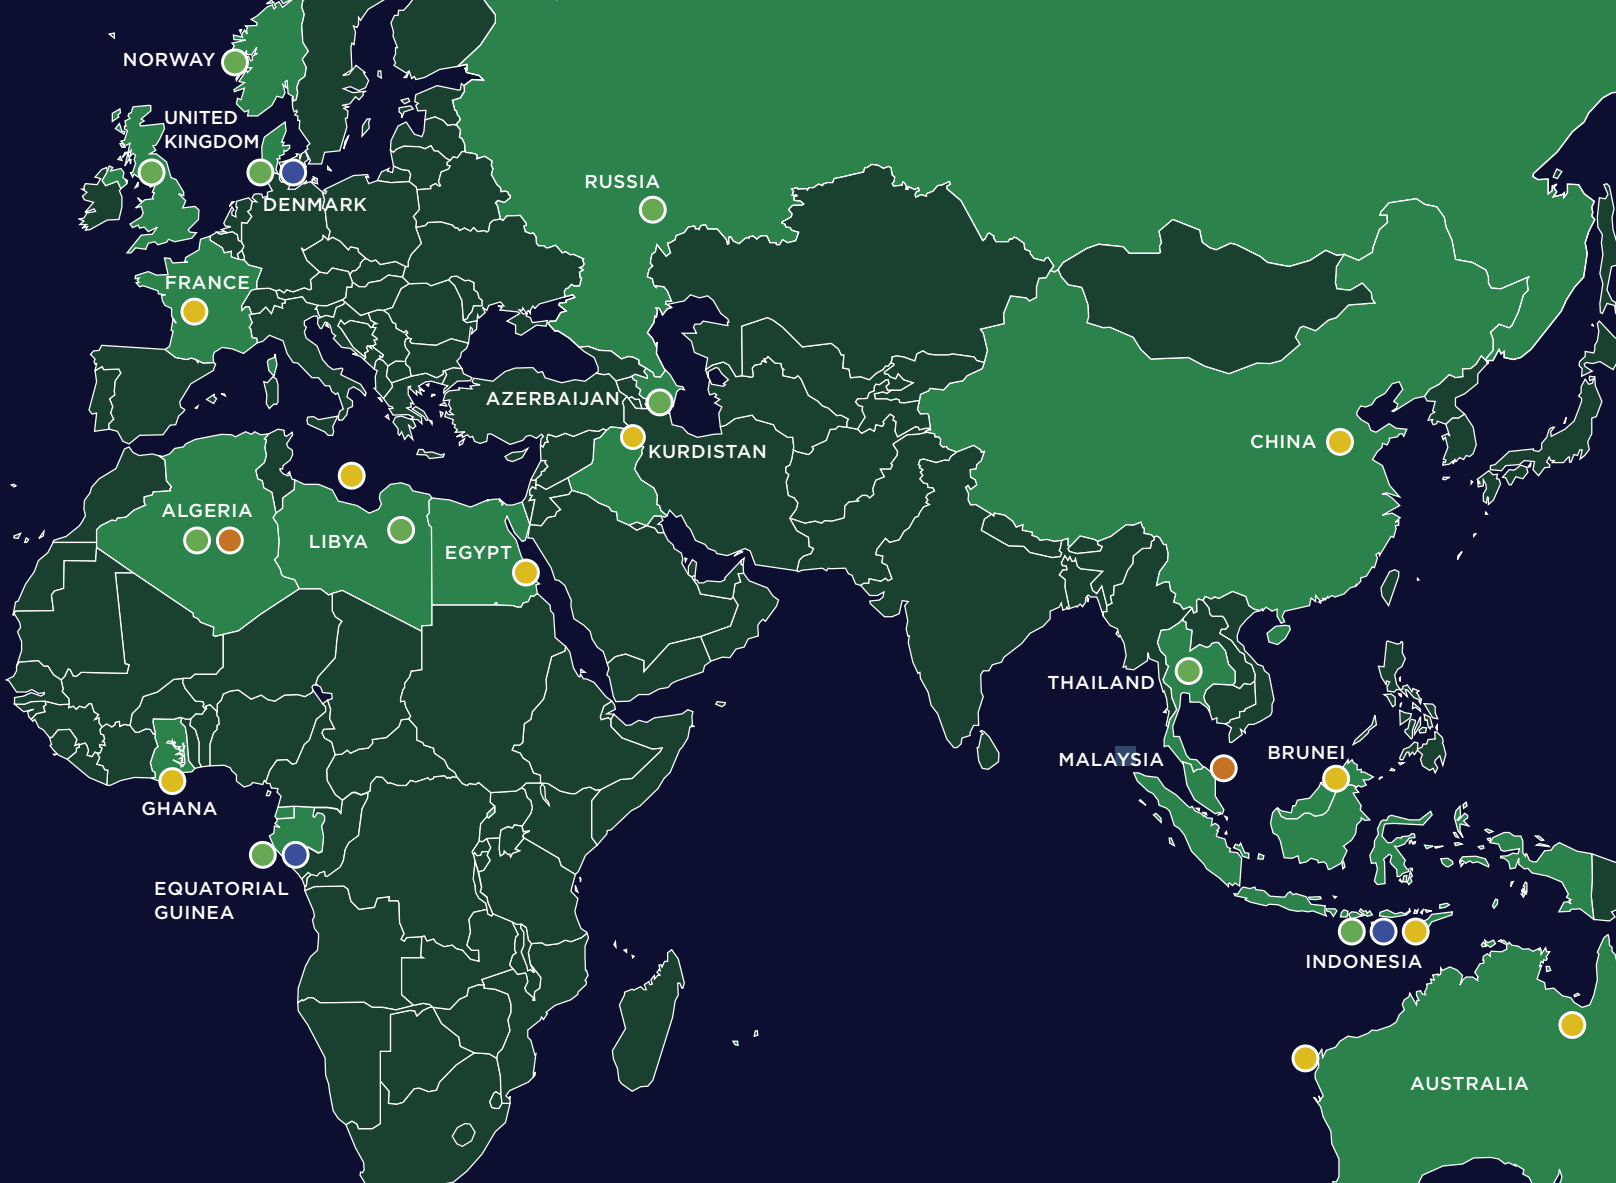 NORWAY
UNITED
KINGDOM
RUSSIA
DENMARK
FRANCE
AZERBAIJAN
KURDISTAN
CHINA
ALGERIA
LIBYA
EGYPT
THAILAND
MALAYSIA
BRUNEI
GHANA
EQUATORIAL
GUINEA
INDONESIA
AUSTRALIA